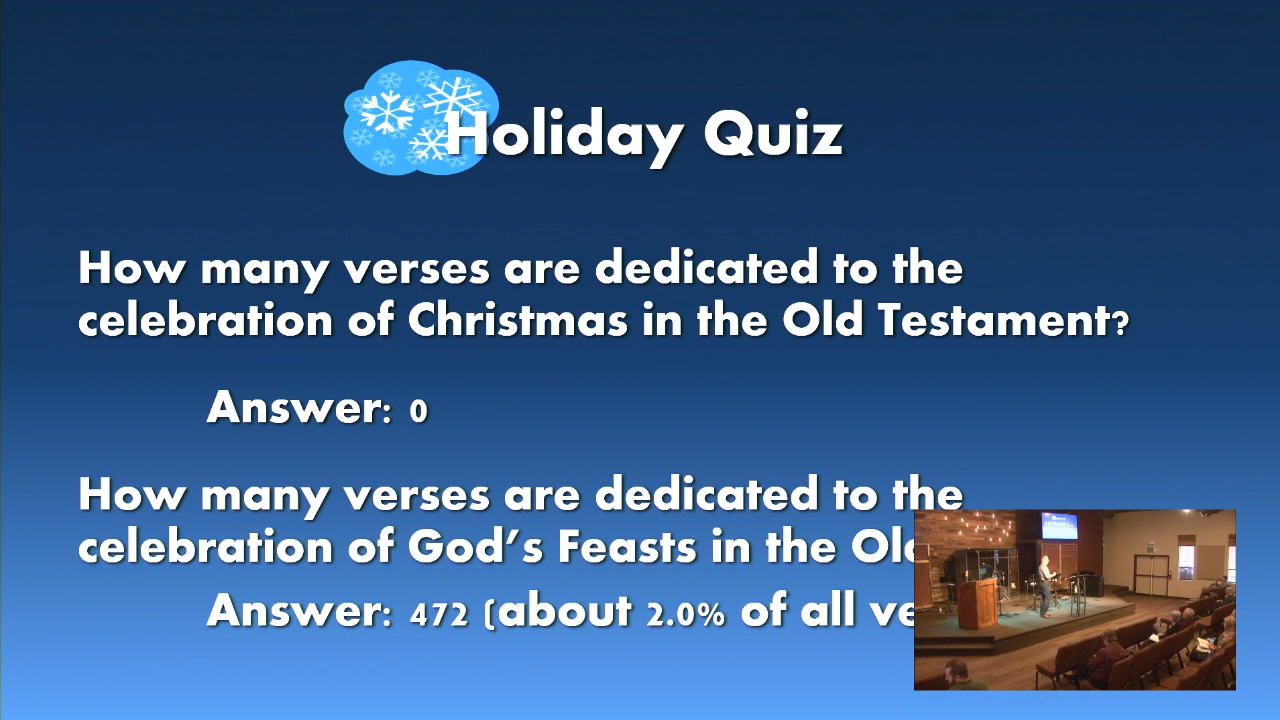 Holiday Quiz
How many verses are dedicated to the
celebration of Christmas in the Old Testament?
Answer: 0
How many verses are dedicated to the
celebration of God's Feasts in the
Answer: 472 (about 2.0% of all